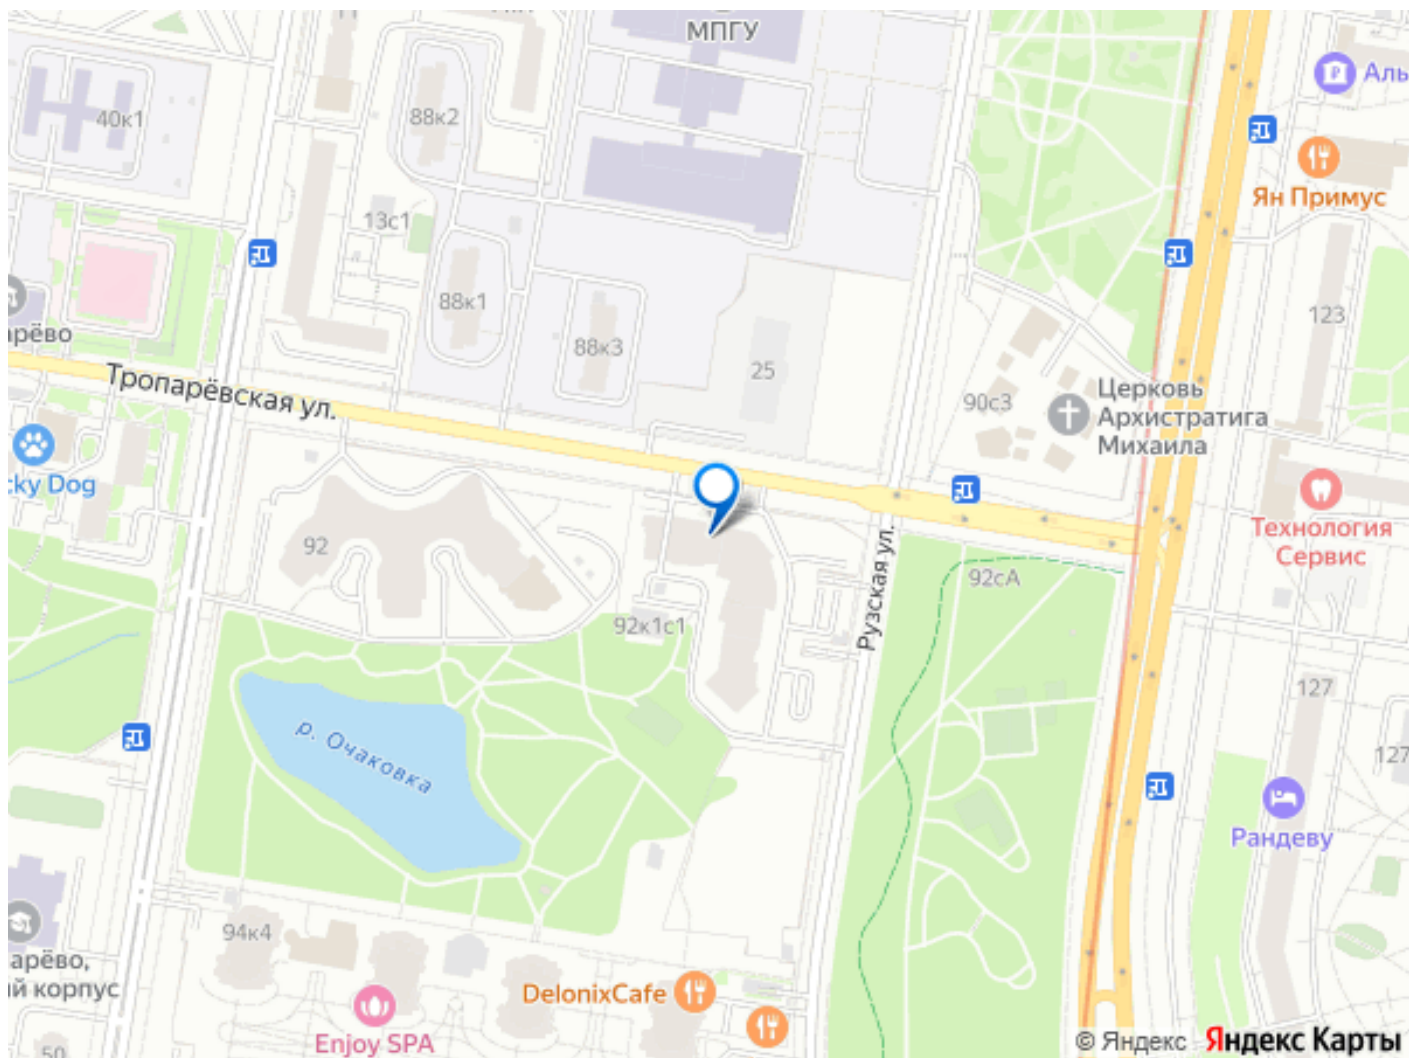 МПГУ
Аль
40к1
88к2
Ян Примус
13с1
88к1
123
арёво
88к3
25
Тропарёвская ул.
90с3
Церковь
Архистратига
Михаила
cky Dog
92
Технология
Сервис
92сА
Рузская ул.
92к1с1
127
р. Очаковка
127
Рандеву
94к4
арёво,
й корпус
DelonixCafe
Enjoy SPA
50
© Яндекс Яндекс Карты